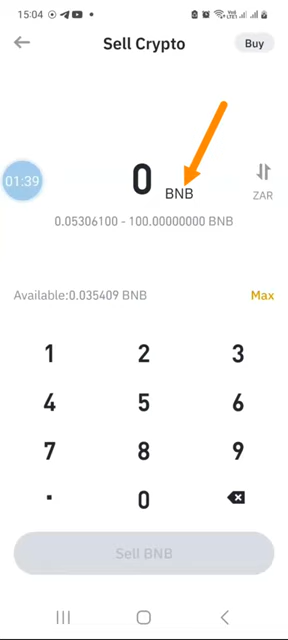 15:04
Sell Crypto
Buy
01:39
0 BNB
ZAR
0.05306100 - 100.00000000 BNB
Available:0.035409 BNB
Max
1 2 3
4 5 6
7 8 9
. 0
Sell BNB